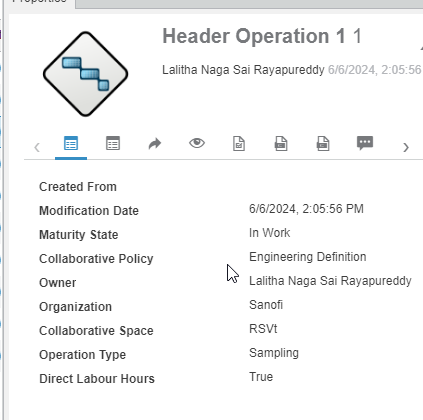 Properties
Header Operation 1 1
Lalitha Naga Sai Rayapureddy 6/6/2024, 2:05:56
Created From
Modification Date 6/6/2024, 2:05:56 PM
Maturity State In Work
Collaborative Policy Engineering Definition
Owner Lalitha Naga Sai Rayapureddy
Organization Sanofi
Collaborative Space RSVt
Operation Type Sampling
Direct Labour Hours True